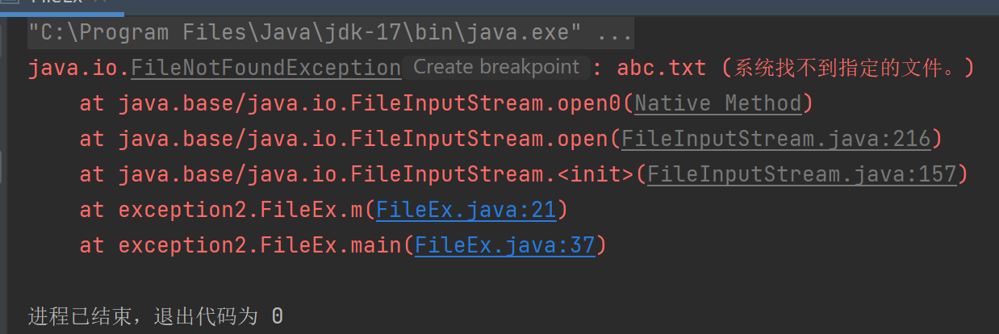 FileEx
"C:\Program Files\Java\jdk-17\bin\java.exe" ...
java.io.FileNotFoundException Create breakpoint : abc.txt (系统找不到指定的文件。)
at java.base/java.io.FileInputStream.open0(Native Method)
at java.base/java.io.FileInputStream.open(FileInputStream.java:216)
at java.base/java.io.FileInputStream.<init>(FileInputStream.java:157)
at exception2.FileEx.m(FileEx.java:21)
at exception2.FileEx.main(FileEx.java:37)
进程已结束，退出代码为 0